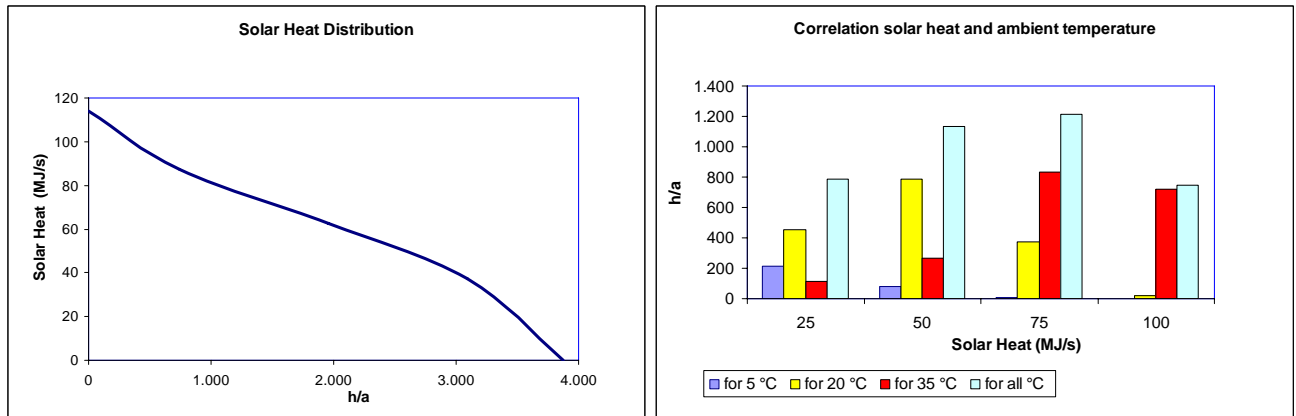 Solar Heat Distribution
Solar Heat (MJ/s)
120
100
80
60
40
20
0
0 1.000 2.000 3.000 4.000
h/a
Correlation solar heat and ambient temperature
h/a
1.400
1.200
1.000
800
600
400
200
0
25 50 75 100
Solar Heat (MJ/s)
for 5 °C for 20 °C for 35 °C for all °C